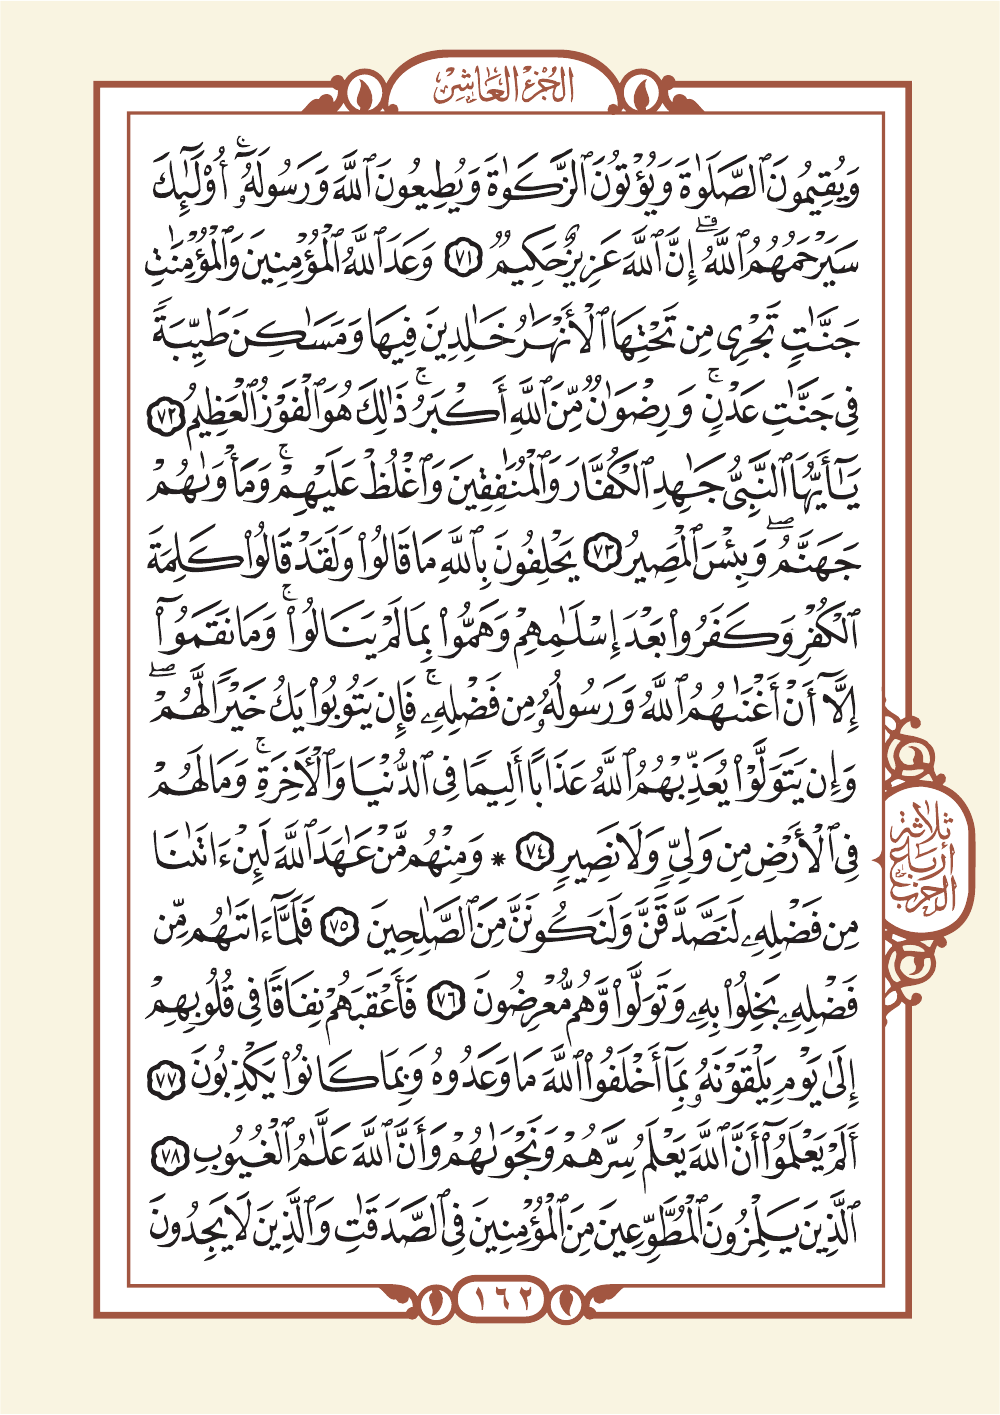 الجزء العاشر
وَيُقِيمُونَ ٱلصَّلَوٰةَ وَيُؤْتُونَ ٱلزَّكَوٰةَ وَيُطِيعُونَ ٱللَّهَ وَرَسُولَهُۥٓۚ أُوْلَٰٓئِكَ
سَيَرْحَمُهُمُ ٱللَّهُۗ إِنَّ ٱللَّهَ عَزِيزٌ حَكِيمٞ ٧١ وَعَدَ ٱللَّهُ ٱلْمُؤْمِنِينَ وَٱلْمُؤْمِنَٰتِ
جَنَّٰتٖ تَجْرِي مِن تَحْتِهَا ٱلْأَنْهَٰرُ خَٰلِدِينَ فِيهَا وَمَسَٰكِنَ طَيِّبَةٗ
فِي جَنَّٰتِ عَدْنٖۚ وَرِضْوَٰنٞ مِّنَ ٱللَّهِ أَكْبَرُۚ ذَٰلِكَ هُوَ ٱلْفَوْزُ ٱلْعَظِيمُ ٧٢
يَٰٓأَيُّهَا ٱلنَّبِيُّ جَٰهِدِ ٱلْكُفَّارَ وَٱلْمُنَٰفِقِينَ وَٱغْلُظْ عَلَيْهِمْۚ وَمَأْوَىٰهُمْ
جَهَنَّمُۖ وَبِئْسَ ٱلْمَصِيرُ ٧٣ يَحْلِفُونَ بِٱللَّهِ مَا قَالُواْ وَلَقَدْ قَالُواْ كَلِمَةَ
ٱلْكُفْرِ وَكَفَرُواْ بَعْدَ إِسْلَٰمِهِمْ وَهَمُّواْ بِمَا لَمْ يَنَالُواْۚ وَمَا نَقَمُوٓاْ
إِلَّآ أَنْ أَغْنَىٰهُمُ ٱللَّهُ وَرَسُولُهُۥ مِن فَضْلِهِۦۚ فَإِن يَتُوبُواْ يَكُ خَيْرٗا لَّهُمْۖ
وَإِن يَتَوَلَّوْاْ يُعَذِّبْهُمُ ٱللَّهُ عَذَابًا أَلِيمٗا فِي ٱلدُّنْيَا وَٱلْأٓخِرَةِۚ وَمَا لَهُمْ
فِي ٱلْأَرْضِ مِن وَلِيّٖ وَلَا نَصِيرٖ ٧٤ * وَمِنْهُم مَّنْ عَٰهَدَ ٱللَّهَ لَئِنْ ءَاتَىٰنَا
مِن فَضْلِهِۦ لَنَصَّدَّقَنَّ وَلَنَكُونَنَّ مِنَ ٱلصَّٰلِحِينَ ٧٥ فَلَمَّآ ءَاتَىٰهُم مِّن
فَضْلِهِۦ بَخِلُواْ بِهِۦ وَتَوَلَّواْ وَّهُم مُّعْرِضُونَ ٧٦ فَأَعْقَبَهُمْ نِفَاقٗا فِي قُلُوبِهِمْ
إِلَىٰ يَوْمِ يَلْقَوْنَهُۥ بِمَآ أَخْلَفُواْ ٱللَّهَ مَا وَعَدُوهُ وَبِمَا كَانُواْ يَكْذِبُونَ ٧٧
أَلَمْ يَعْلَمُوٓاْ أَنَّ ٱللَّهَ يَعْلَمُ سِرَّهُمْ وَنَجْوَىٰهُمْ وَأَنَّ ٱللَّهَ عَلَّٰمُ ٱلْغُيُوبِ ٧٨
ٱلَّذِينَ يَلْمِزُونَ ٱلْمُطَّوِّعِينَ مِنَ ٱلْمُؤْمِنِينَ فِي ٱلصَّدَقَٰتِ وَٱلَّذِينَ لَا يَجِدُونَ
ثلاثة
أرباع
الحزب
١٦٢